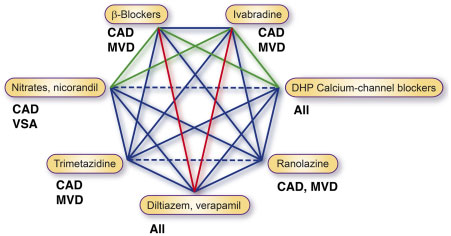 β-Blockers
Ivabradine
CAD
MVD
CAD
MVD
Nitrates, nicorandil
DHP Calcium-channel blockers
CAD
VSA
All
Trimetazidine
Ranolazine
CAD
MVD
CAD, MVD
Diltiazem, verapamil
All